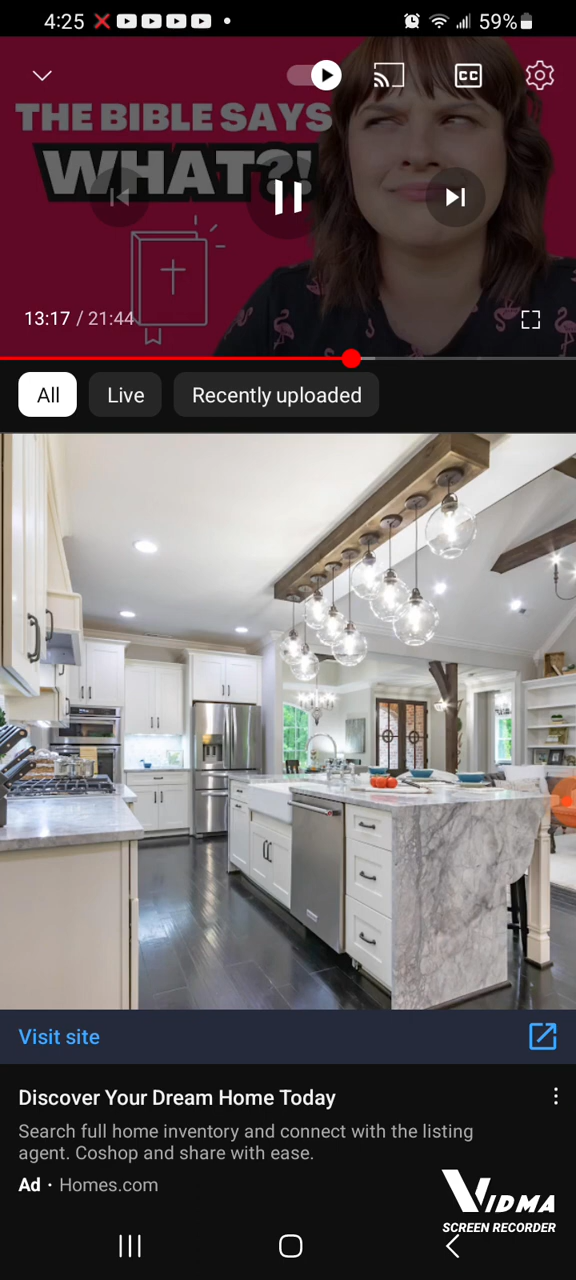 4:25
59%
THE BIBLE SAYS
WHAT?!
CC
13:17 / 21:44
All
Live
Recently uploaded
Visit site
Discover Your Dream Home Today
Search full home inventory and connect with the listing
agent. Coshop and share with ease.
Ad · Homes.com
VIDMA
SCREEN RECORDER